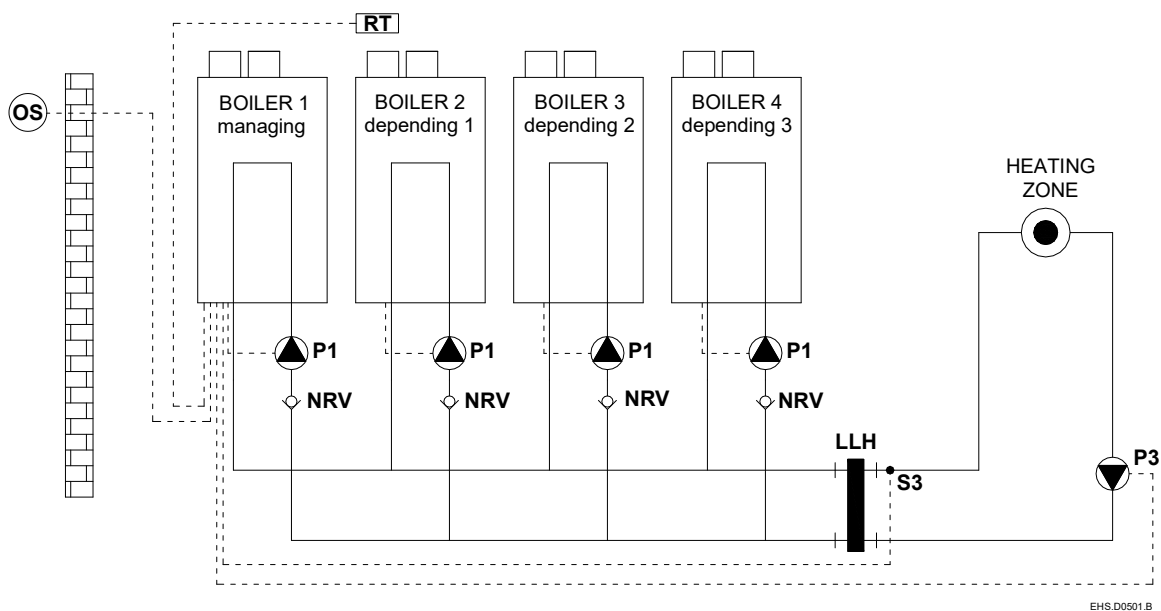 RT
OS
BOILER 1
managing
BOILER 2
depending 1
BOILER 3
depending 2
BOILER 4
depending 3
HEATING
ZONE
P1
P1
P1
P1
NRV
NRV
NRV
NRV
LLH
S3
P3
EHS.D0501.B